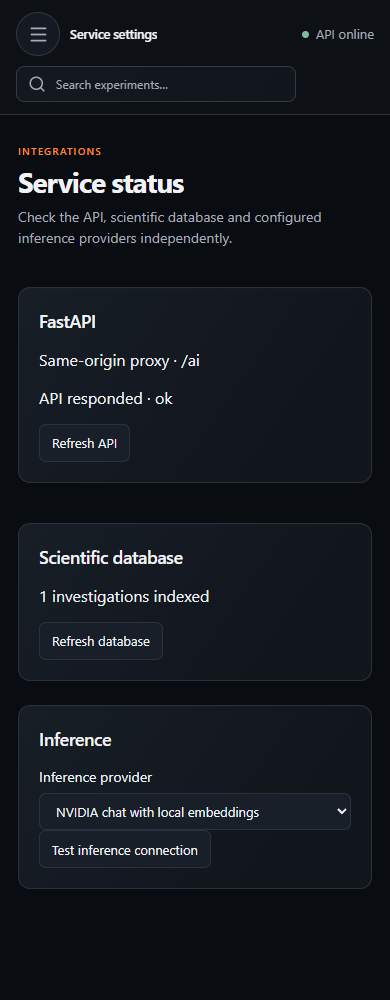 Service settings
API online
Search experiments...
INTEGRATIONS
Service status
Check the API, scientific database and configured
inference providers independently.
FastAPI
Same-origin proxy · /ai
API responded · ok
Refresh API
Scientific database
1 investigations indexed
Refresh database
Inference
Inference provider
NVIDIA chat with local embeddings
Test inference connection